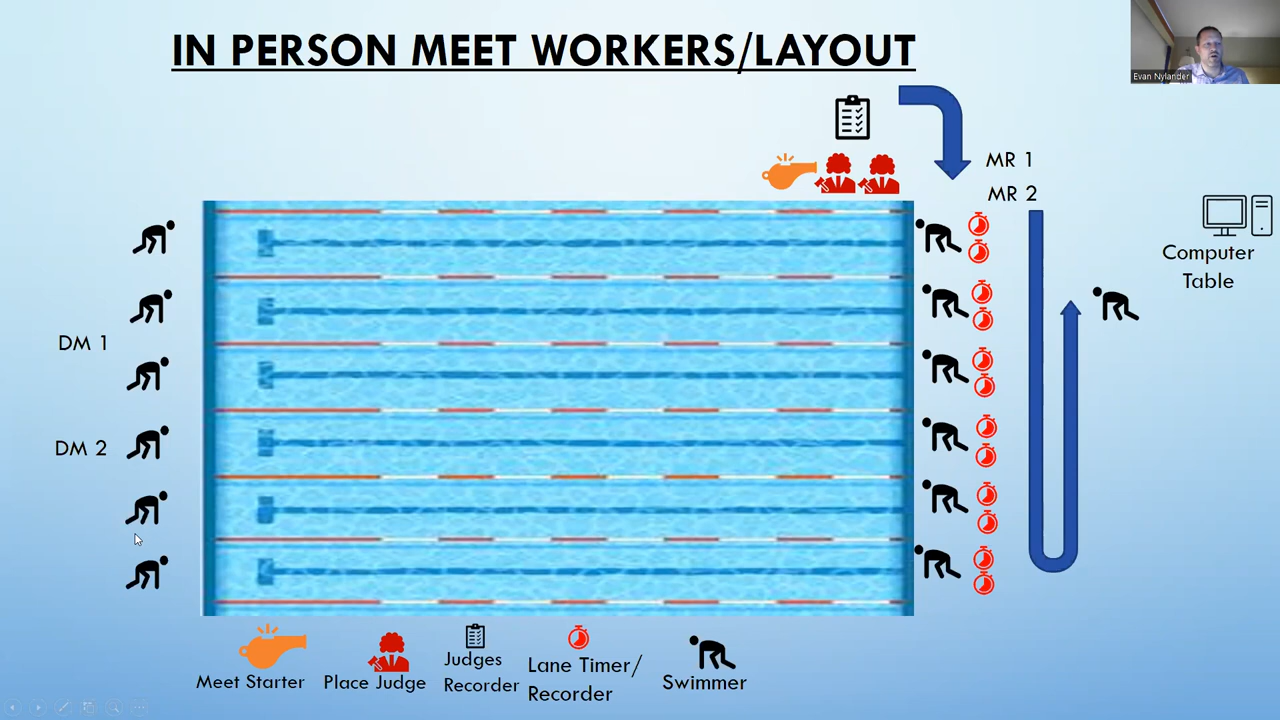 IN PERSON MEET WORKERS/LAYOUT
Evan Nylander
MR 1
MR 2
Computer
Table
DM 1
DM 2
Meet Starter
Place Judge
Judges
Recorder
Lane Timer/
Recorder
Swimmer